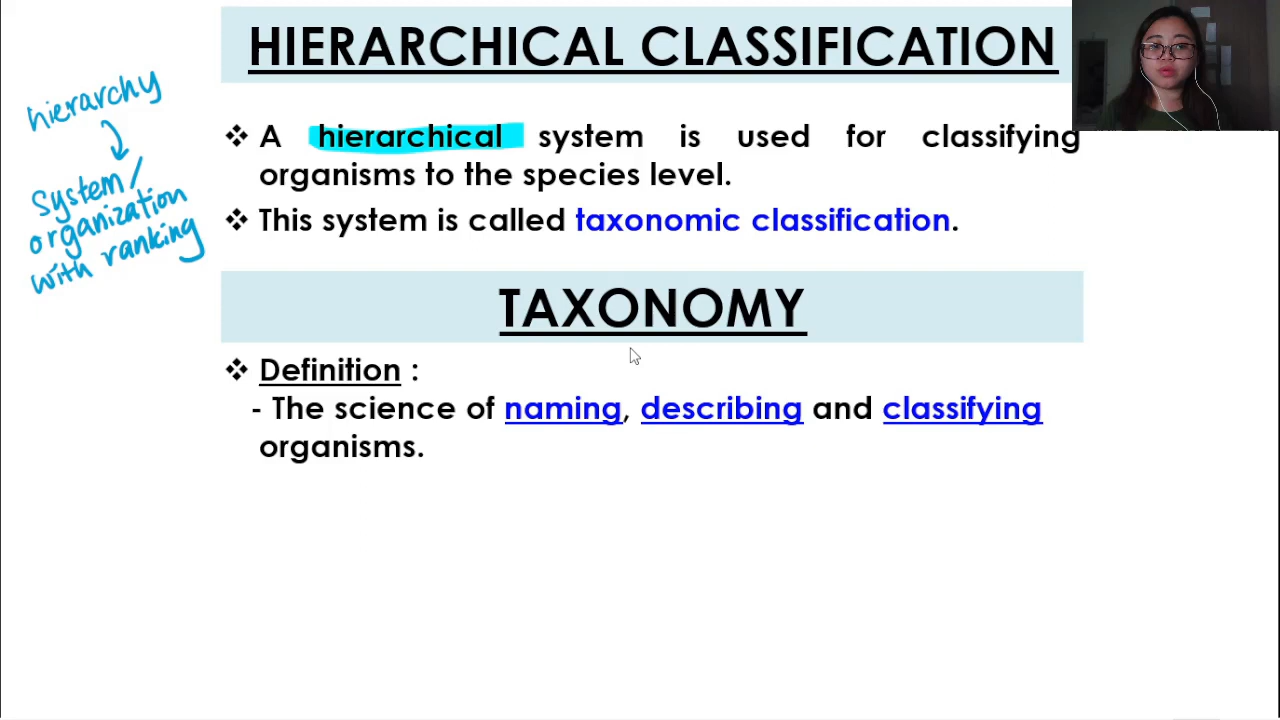 HIERARCHICAL CLASSIFICATION
hierarchy
system/
organization
with ranking
❖ A hierarchical system is used for classifying
organisms to the species level.
❖ This system is called taxonomic classification.
TAXONOMY
❖ Definition :
- The science of naming, describing and classifying
organisms.